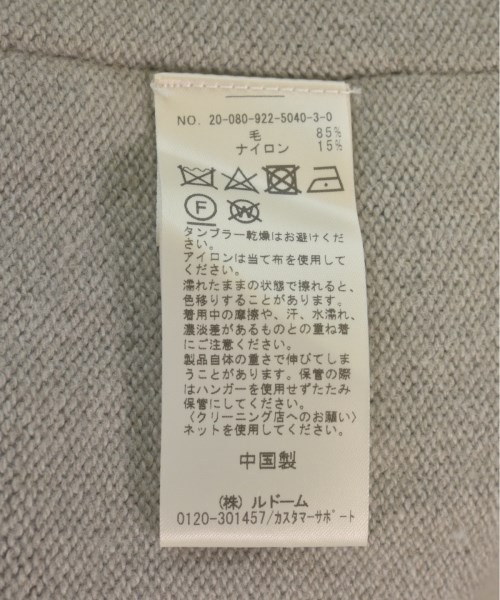 NO. 20-080-922-5040-3-0
毛 85%
ナイロン 15%
F
W
タンブラー乾燥はお避けくだ
さい。
アイロンは当て布を使用して
ください。
濡れたままの状態で擦れると、
色移りすることがあります。
着用中の摩擦や、汗、水濡れ、
濃淡差があるものとの重ね着
にご注意ください。
製品自体の重さで伸びてしま
うことがあります。保管の際
はハンガーを使用せずたたみ
保管にしてください。
〈クリーニング店へのお願い〉
ネットを使用してください。
中国製
(株) ルドーム
0120-301457/カスタマーサポート